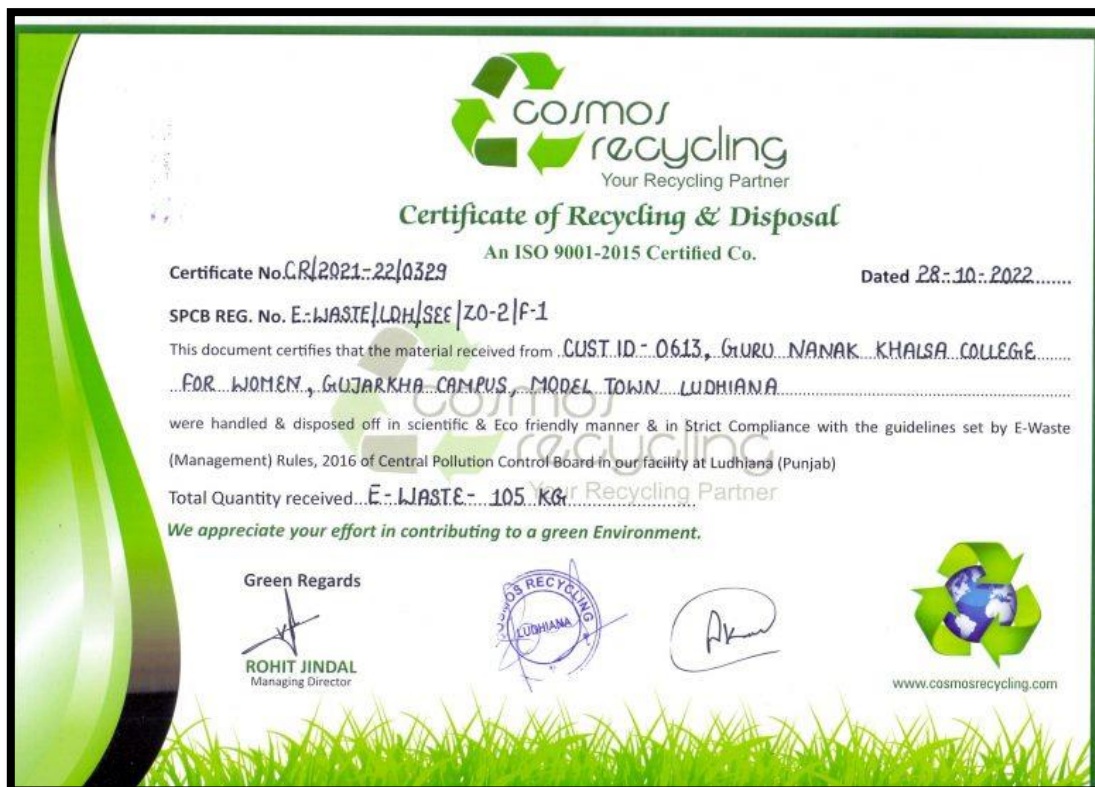 cosmos
recycling
Your Recycling Partner
Certificate of Recycling & Disposal
An ISO 9001-2015 Certified Co.
Certificate No. CR/2021-22/0329
Dated 28-10-2022
SPCB REG. No. E-WASTE/LDH/SEE/ZO-2/F-1
This document certifies that the material received from CUST ID - 0613, GURU NANAK KHALSA COLLEGE
FOR WOMEN, GUJARKHA CAMPUS, MODEL TOWN LUDHIANA
were handled & disposed off in scientific & Eco friendly manner & in Strict Compliance with the guidelines set by E-Waste
(Management) Rules, 2016 of Central Pollution Control Board in our facility at Ludhiana (Punjab)
Total Quantity received E-WASTE- 105 KG
cosmos
recycling
Your Recycling Partner
We appreciate your effort in contributing to a green Environment.
Green Regards
ROHIT JINDAL
Managing Director
COSMOS RECYCLING
LUDHIANA
www.cosmosrecycling.com